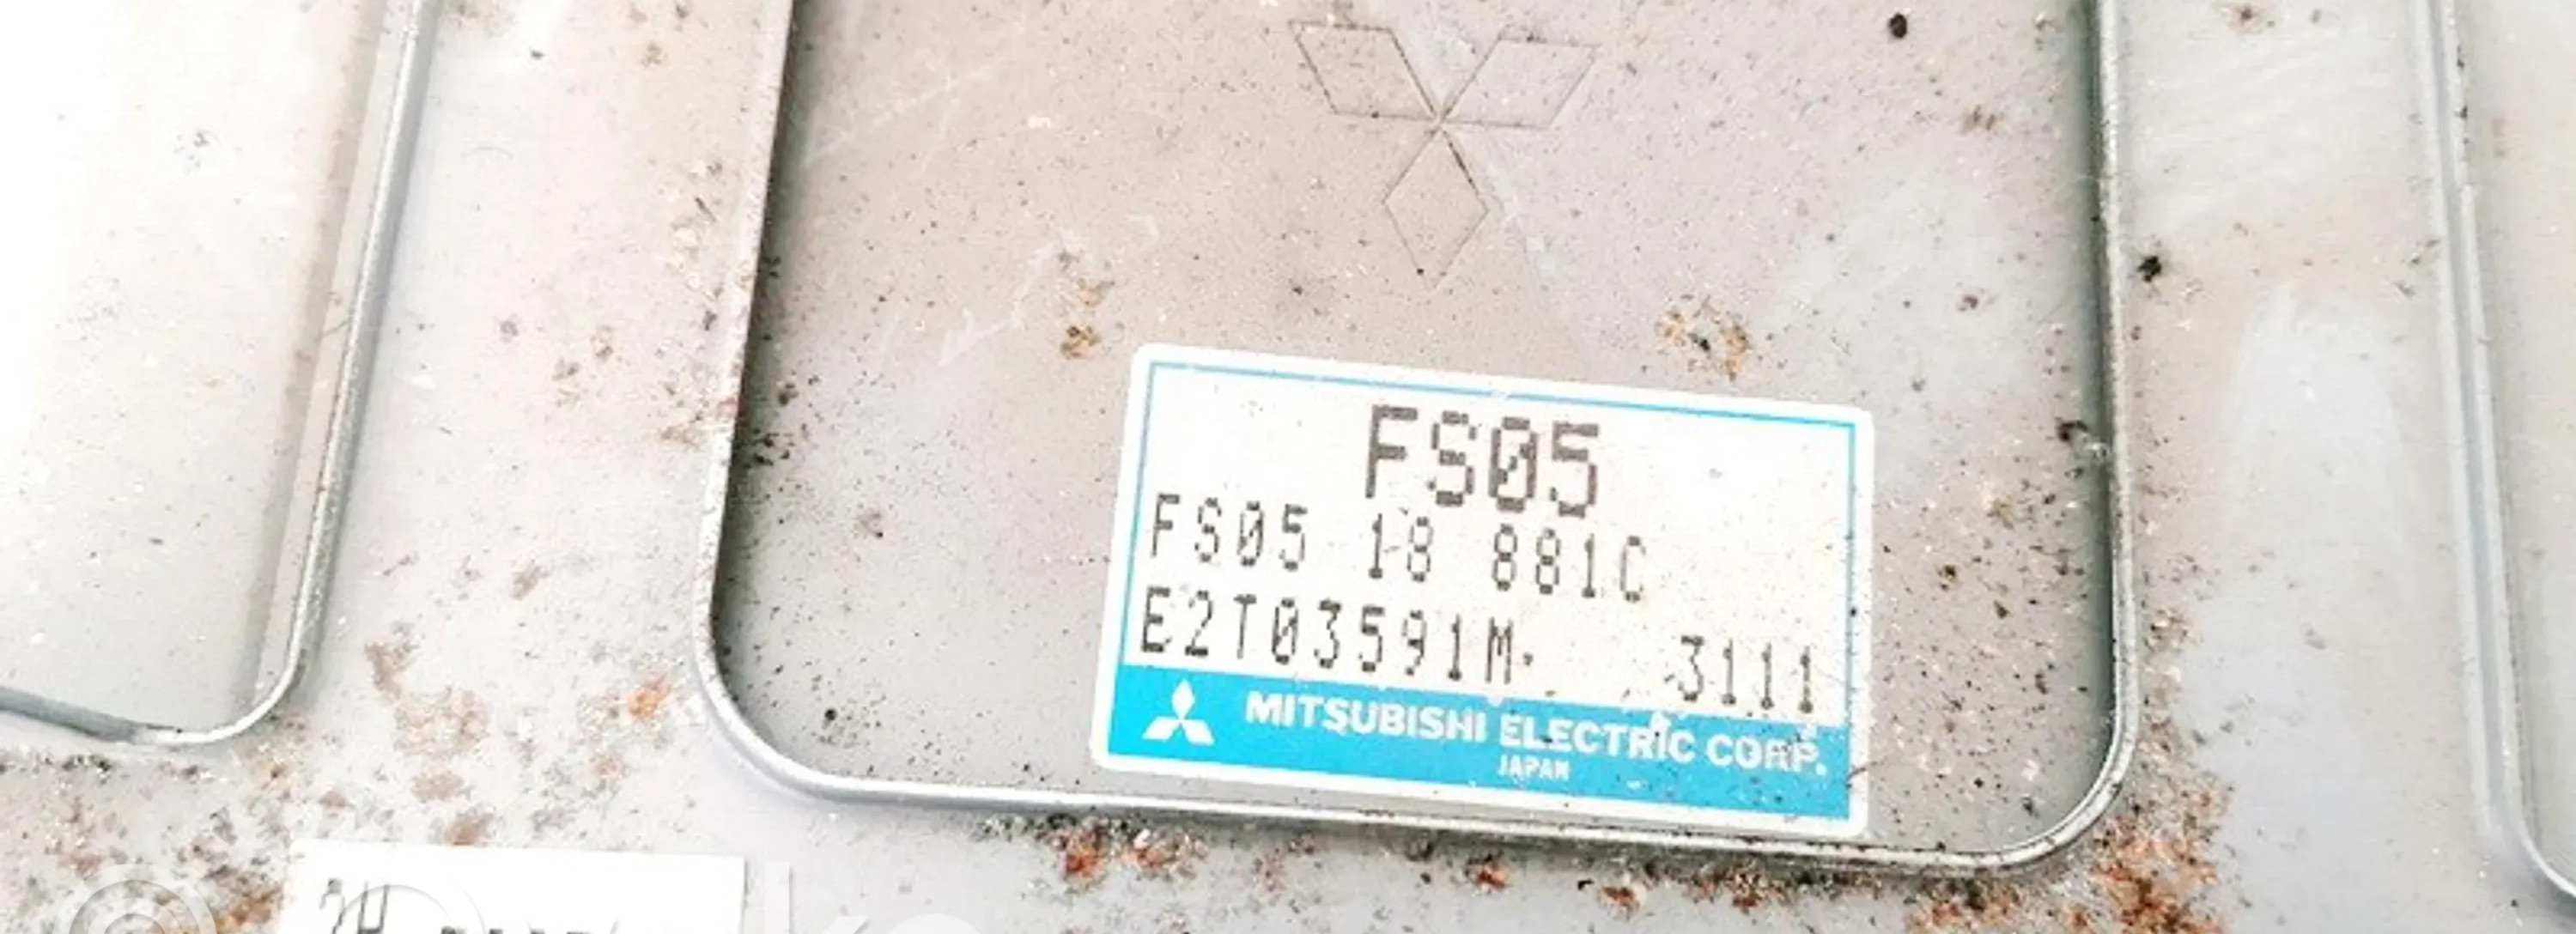 FS05
FS05 18 881C
E2T03591M. 3111
MITSUBISHI ELECTRIC CORP.
JAPAN